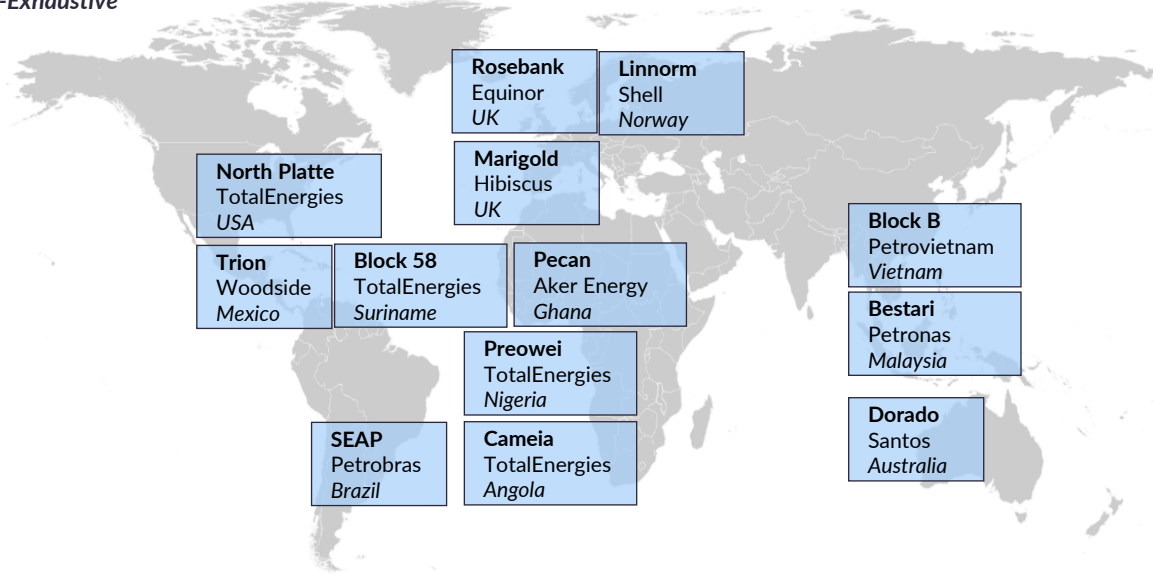 -Exhaustive
Rosebank
Equinor
UK
Linnorm
Shell
Norway
Marigold
Hibiscus
UK
North Platte
TotalEnergies
USA
Trion
Woodside
Mexico
Block 58
TotalEnergies
Suriname
Pecan
Aker Energy
Ghana
Preowei
TotalEnergies
Nigeria
SEAP
Petrobras
Brazil
Cameia
TotalEnergies
Angola
Block B
Petrovietnam
Vietnam
Bestari
Petronas
Malaysia
Dorado
Santos
Australia